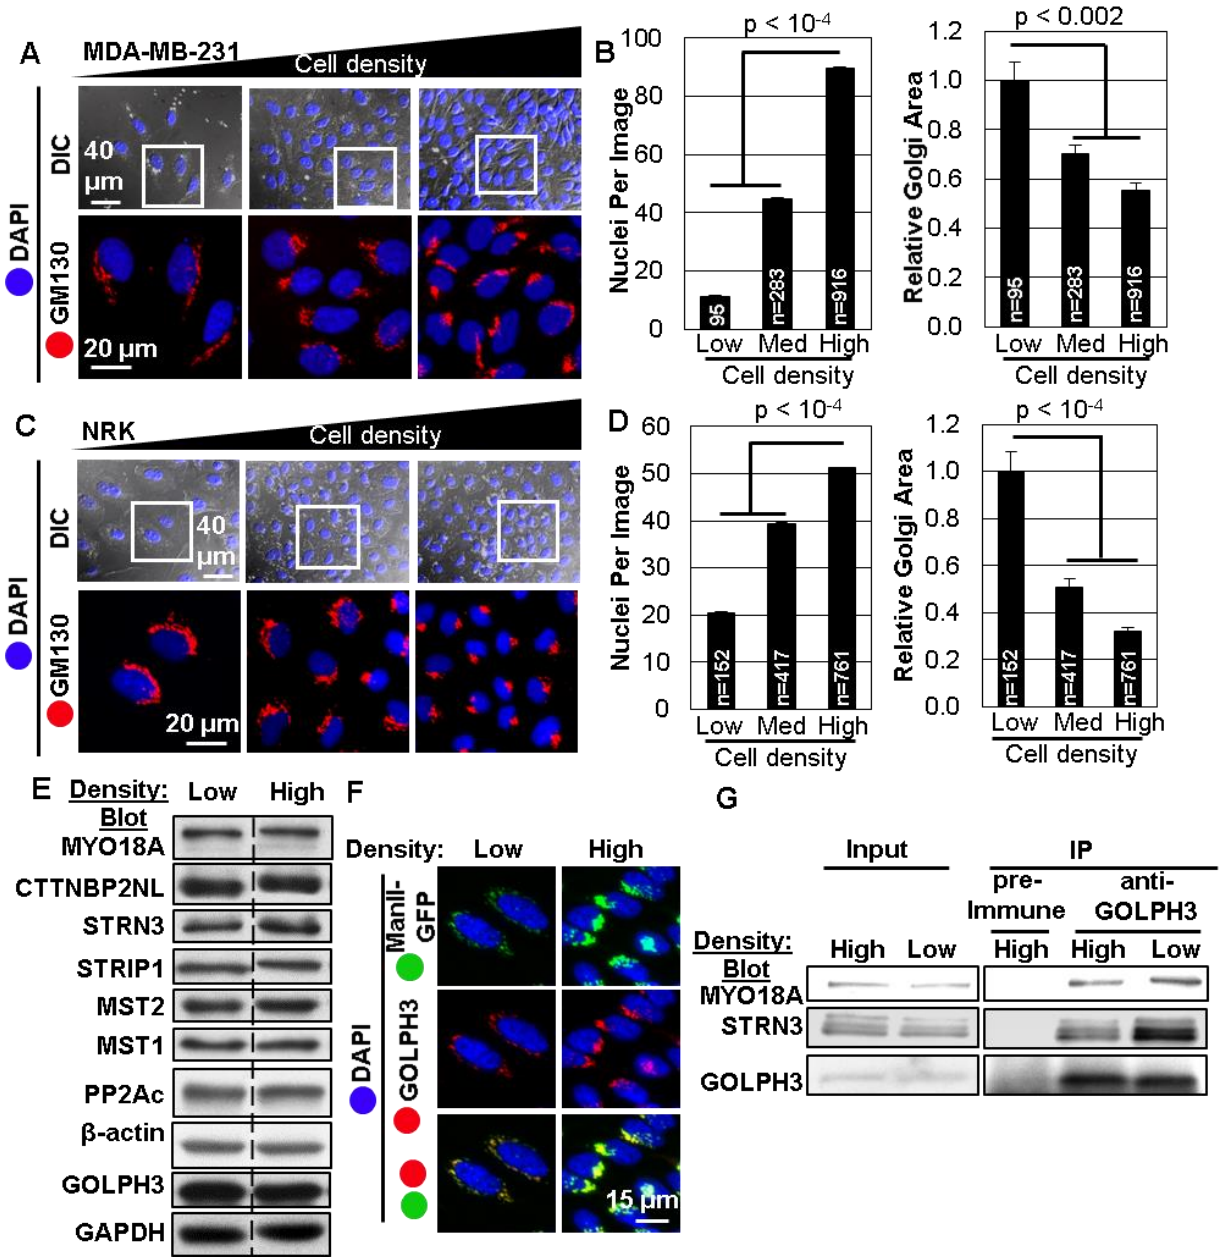 A
MDA-MB-231
Cell density
DAPI
DIC
GM130
40
µm
20 µm
B
p < 10-4
Nuclei Per Image
100
80
60
40
20
0
95
n=283
n=916
Low Med High
Cell density
p < 0.002
Relative Golgi Area
1.2
1.0
0.8
0.6
0.4
0.2
0.0
n=95
n=283
n=916
Low Med High
Cell density
C
NRK
Cell density
DAPI
DIC
GM130
40
µm
20 µm
D
p < 10-4
Nuclei Per Image
60
50
40
30
20
10
0
n=152
n=417
n=761
Low Med High
Cell density
p < 10-4
Relative Golgi Area
1.2
1.0
0.8
0.6
0.4
0.2
0.0
n=152
n=417
n=761
Low Med High
Cell density
E
Density: Low High
Blot
MYO18A
CTTNBP2NL
STRN3
STRIP1
MST2
MST1
PP2Ac
β-actin
GOLPH3
GAPDH
F
Density: Low High
DAPI
ManII-
GFP
GOLPH3
15 µm
G
Input IP
pre-
Immune
anti-
GOLPH3
Density: High Low High High Low
Blot
MYO18A
STRN3
GOLPH3